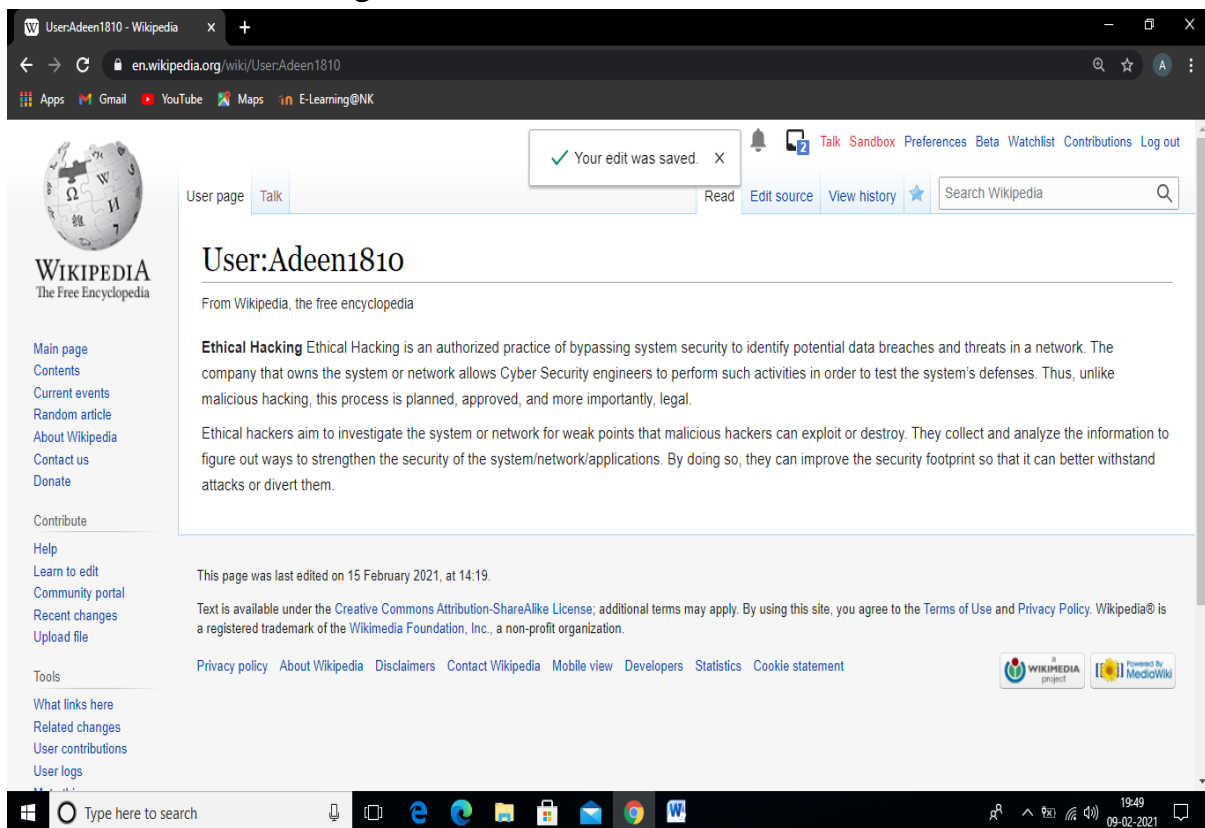 User:Adeen1810 - Wikipedia
en.wikipedia.org/wiki/User:Adeen1810
A
Apps Gmail YouTube Maps E-Learning@NK
Your edit was saved.
2
Talk Sandbox Preferences Beta Watchlist Contributions Log out
User page Talk
Read Edit source View history Search Wikipedia
WIKIPEDIA
The Free Encyclopedia
User:Adeen1810
From Wikipedia, the free encyclopedia
Ethical Hacking Ethical Hacking is an authorized practice of bypassing system security to identify potential data breaches and threats in a network. The
company that owns the system or network allows Cyber Security engineers to perform such activities in order to test the system's defenses. Thus, unlike
malicious hacking, this process is planned, approved, and more importantly, legal.
Ethical hackers aim to investigate the system or network for weak points that malicious hackers can exploit or destroy. They collect and analyze the information to
figure out ways to strengthen the security of the system/network/applications. By doing so, they can improve the security footprint so that it can better withstand
attacks or divert them.
Main page
Contents
Current events
Random article
About Wikipedia
Contact us
Donate
Contribute
Help
Learn to edit
Community portal
Recent changes
Upload file
Tools
What links here
Related changes
User contributions
User logs
This page was last edited on 15 February 2021, at 14:19.
Text is available under the Creative Commons Attribution-ShareAlike License; additional terms may apply. By using this site, you agree to the Terms of Use and Privacy Policy. Wikipedia® is
a registered trademark of the Wikimedia Foundation, Inc., a non-profit organization.
Privacy policy About Wikipedia Disclaimers Contact Wikipedia Mobile view Developers Statistics Cookie statement
a
WIKIMEDIA
project
Powered By
MediaWiki
Type here to search
19:49
09-02-2021